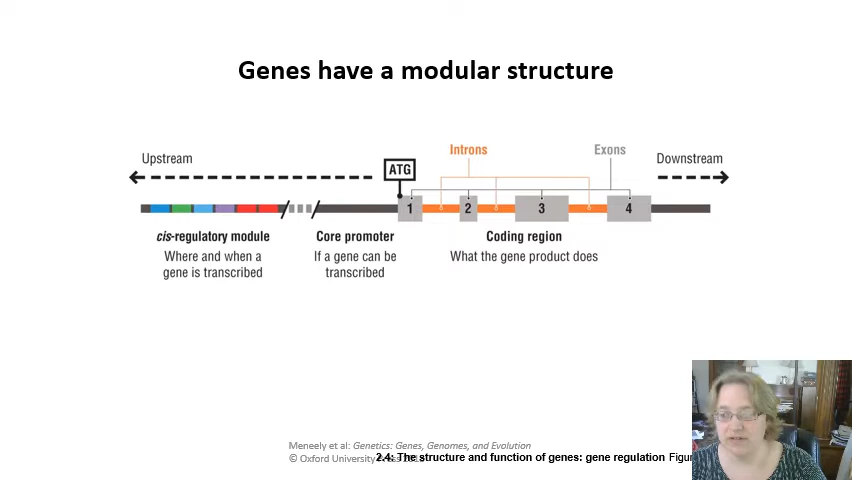 Genes have a modular structure
Upstream
ATG
Introns
Exons
Downstream
1
2
3
4
cis-regulatory module
Where and when a
gene is transcribed
Core promoter
If a gene can be
transcribed
Coding region
What the gene product does
Meneely et al: Genetics: Genes, Genomes, and Evolution
© Oxford University
2.4: The structure and function of genes: gene regulation